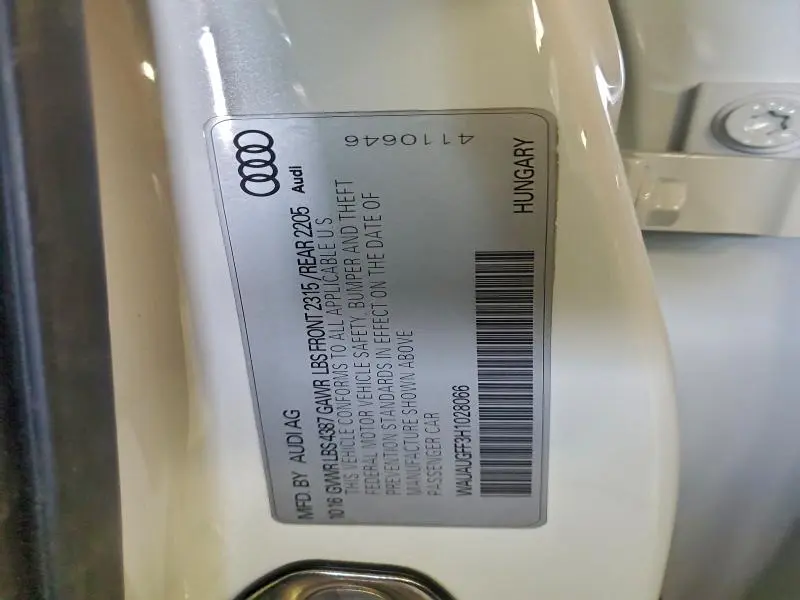 MFD. BY AUDI AG
10 16 GVWR LBS 4387 GAWR LBS FRONT 2315 /REAR 2205 Audi
THIS VEHICLE CONFORMS TO ALL APPLICABLE U S
FEDERAL MOTOR VEHICLE SAFETY, BUMPER AND THEFT
PREVENTION STANDARDS IN EFFECT ON THE DATE OF
MANUFACTURE SHOWN ABOVE
PASSENGER CAR
4110646
WAUAUGFF3H1028066
HUNGARY